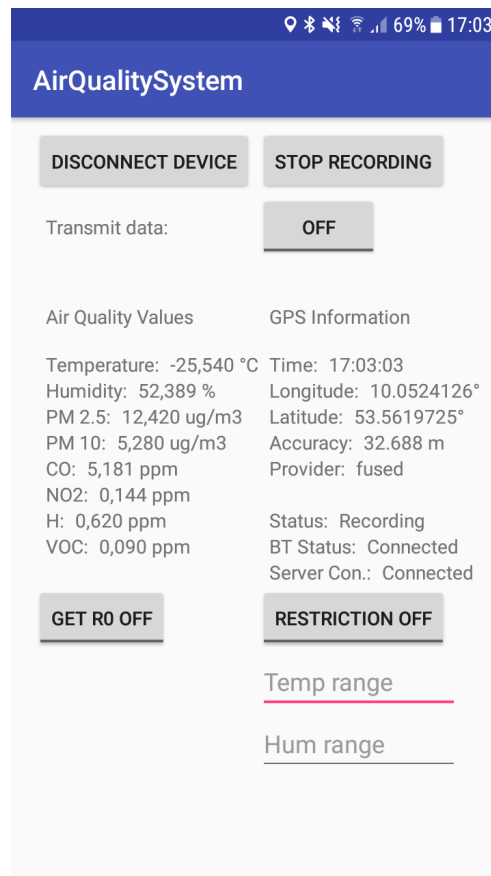 69% 17:03
AirQualitySystem
DISCONNECT DEVICE STOP RECORDING
Transmit data: OFF
Air Quality Values GPS Information
Temperature: -25,540 °C Time: 17:03:03
Humidity: 52,389 % Longitude: 10.0524126°
PM 2.5: 12,420 ug/m3 Latitude: 53.5619725°
PM 10: 5,280 ug/m3 Accuracy: 32.688 m
CO: 5,181 ppm Provider: fused
NO2: 0,144 ppm
H: 0,620 ppm Status: Recording
VOC: 0,090 ppm BT Status: Connected
Server Con.: Connected
GET R0 OFF RESTRICTION OFF
Temp range
Hum range